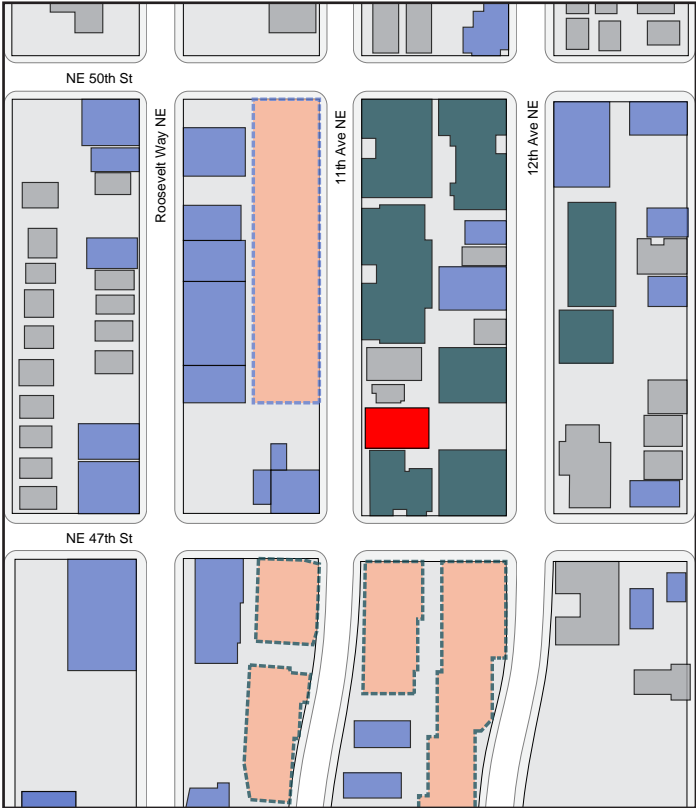 NE 50th St
Roosevelt Way NE
11th Ave NE
12th Ave NE
NE 47th St